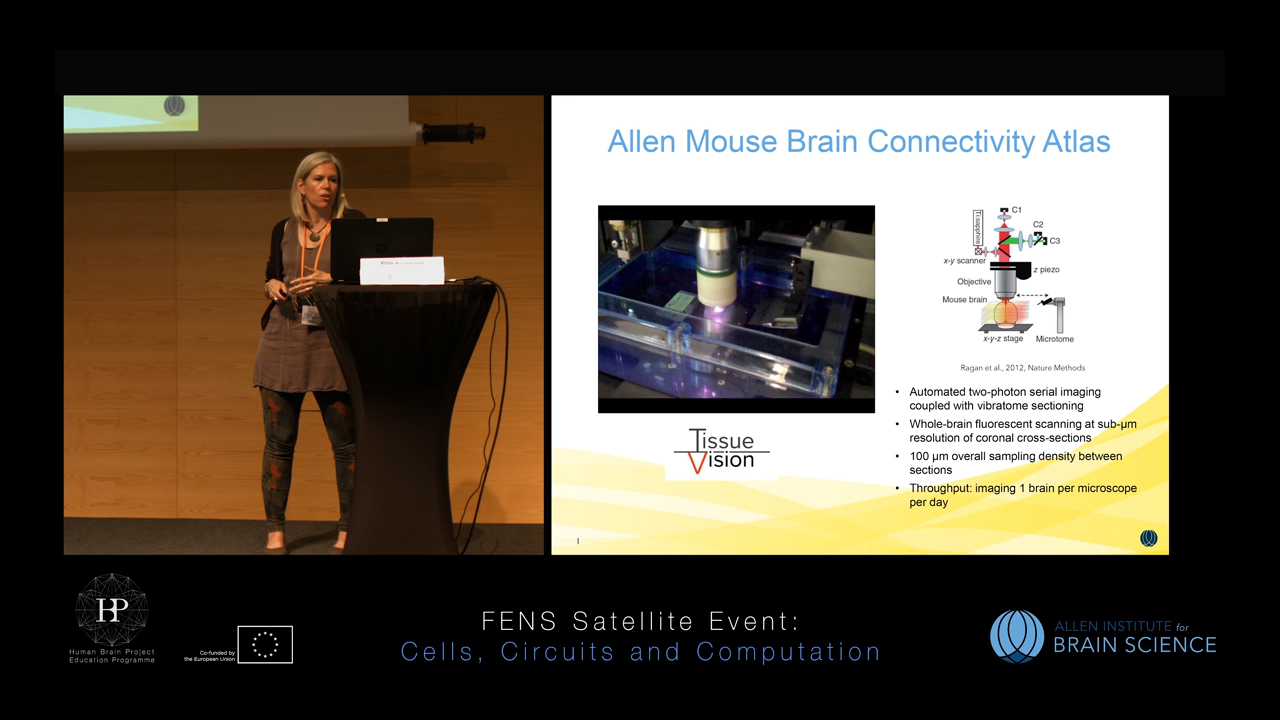 Allen Mouse Brain Connectivity Atlas
Ti:sapphire
C1
C2
C3
x-y scanner
z piezo
Objective
Mouse brain
x-y-z stage
Microtome
Ragan et al., 2012, Nature Methods
• Automated two-photon serial imaging
coupled with vibratome sectioning
• Whole-brain fluorescent scanning at sub-µm
resolution of coronal cross-sections
• 100 µm overall sampling density between
sections
• Throughput: imaging 1 brain per microscope
per day
Tissue
Vision
HBP
Human Brain Project
Education Programme
Co-funded by
the European Union
FENS Satellite Event:
Cells, Circuits and Computation
ALLEN INSTITUTE for
BRAIN SCIENCE